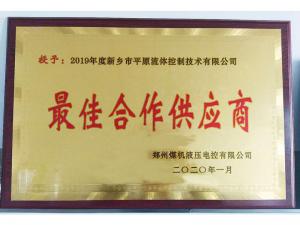 授予：2019年度新乡市平原流体控制技术有限公司
最佳合作供应商
郑州煤机液压电控有限公司
二〇二〇年一月